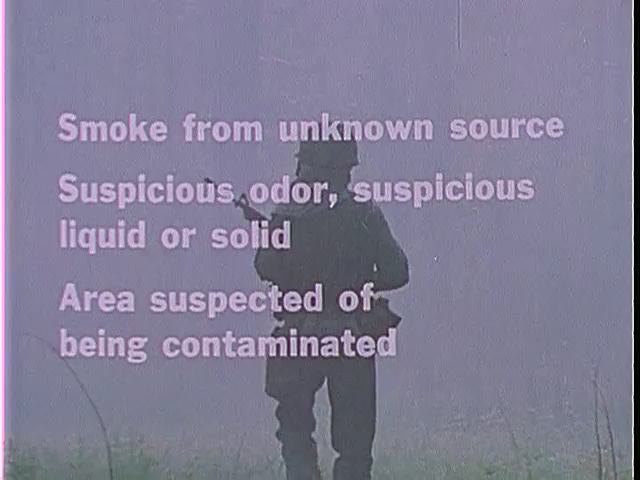 Smoke from unknown source
Suspicious odor, suspicious
liquid or solid
Area suspected of
being contaminated